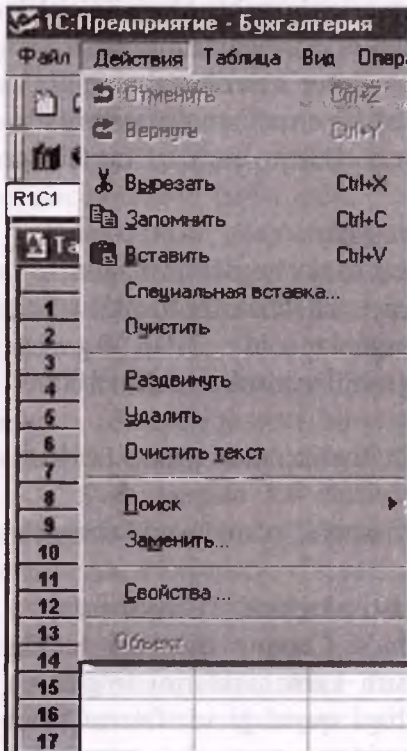 1С:Предприятие - Бухгалтерия
Файл Действия Таблица Вид Опера
Отменить Ctrl+Z
Вернуть Ctrl+Y
R1C1
Вырезать Ctrl+X
Запомнить Ctrl+C
Вставить Ctrl+V
Та
Специальная вставка...
Очистить
Раздвинуть
Удалить
Очистить текст
Поиск
Заменить...
Свойства ...
Объект
1
2
3
4
5
6
7
8
9
10
11
12
13
14
15
16
17